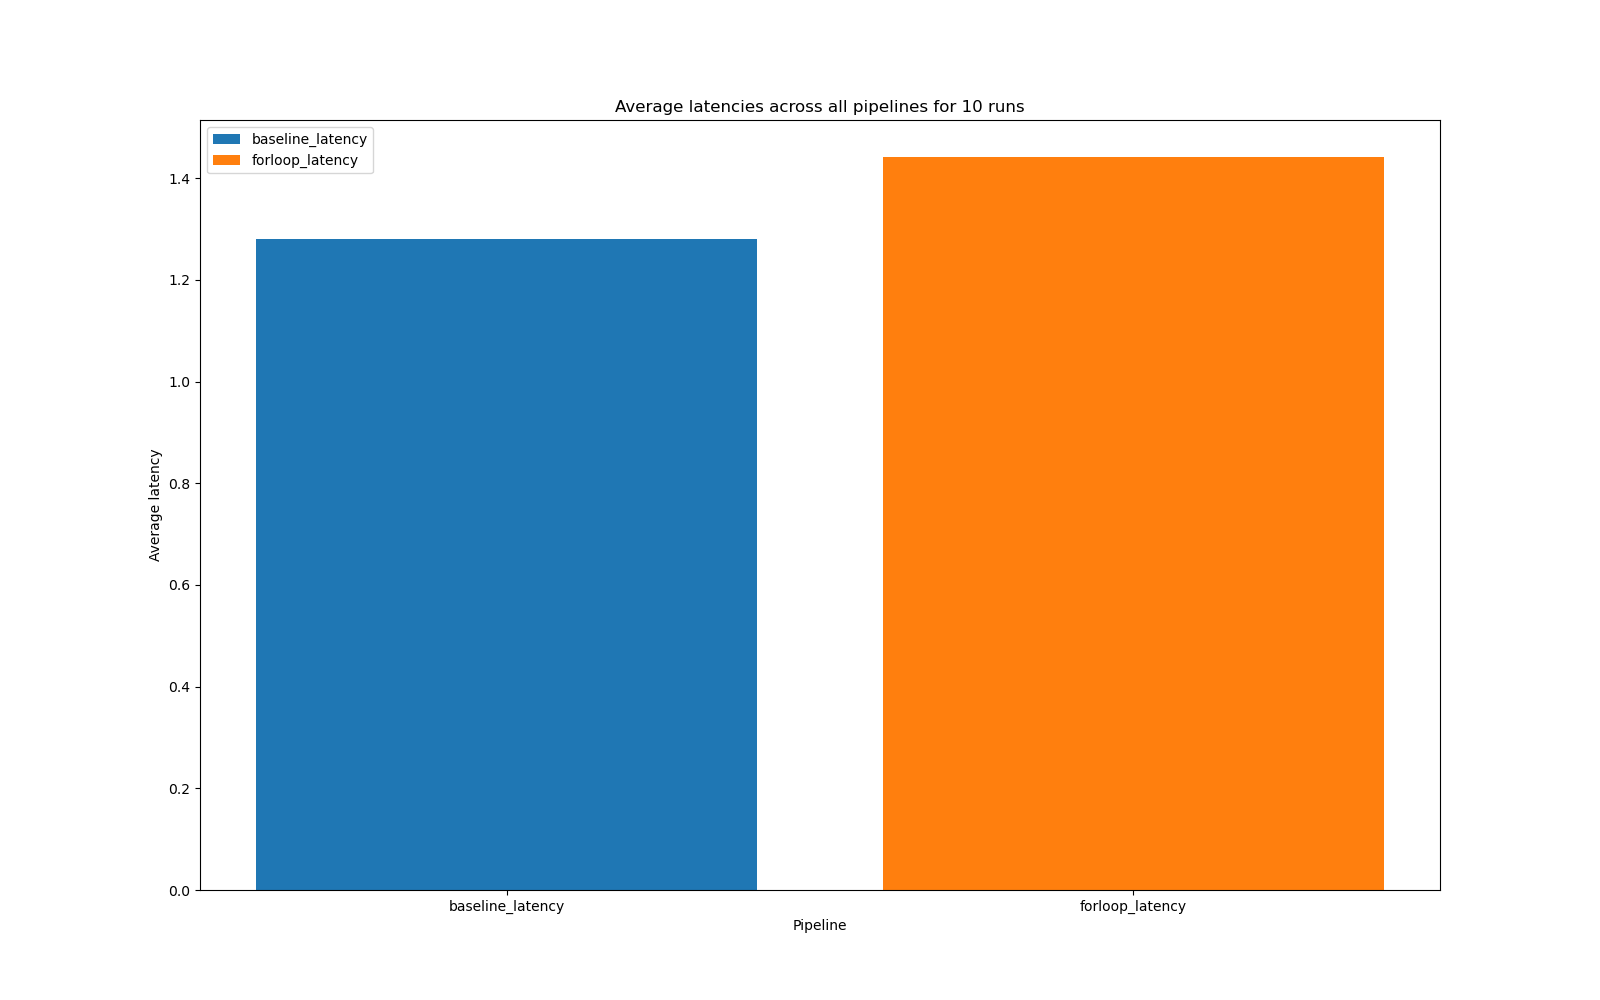 Average latencies across all pipelines for 10 runs
baseline_latency
forloop_latency
1.4
1.2
1.0
0.8
0.6
0.4
0.2
0.0
Average latency
baseline_latency
forloop_latency
Pipeline